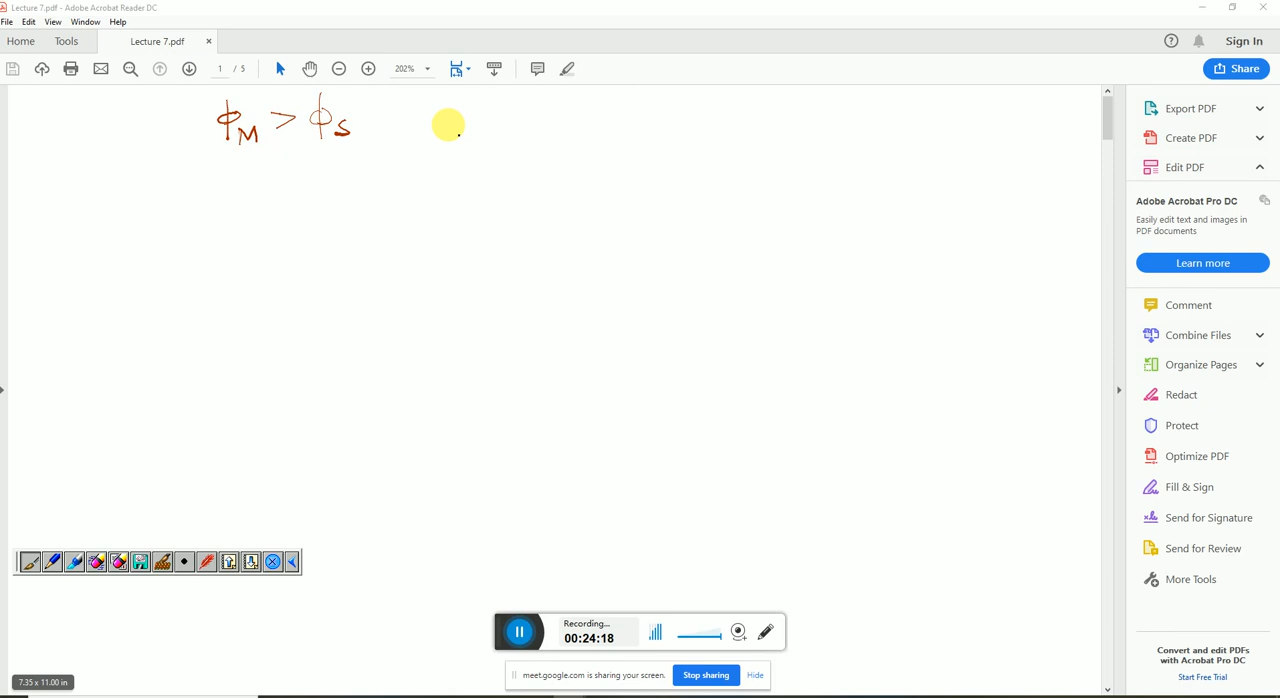 Lecture 7.pdf - Adobe Acrobat Reader DC
File Edit View Window Help
Home Tools Lecture 7.pdf × Sign In
1 / 5 202% Share
ϕM > ϕS
Export PDF
Create PDF
Edit PDF
Adobe Acrobat Pro DC
Easily edit text and images in
PDF documents
Learn more
Comment
Combine Files
Organize Pages
Redact
Protect
Optimize PDF
Fill & Sign
Send for Signature
Send for Review
More Tools
Convert and edit PDFs
with Acrobat Pro DC
Start Free Trial
Recording...
00:24:18
meet.google.com is sharing your screen. Stop sharing Hide
7.35 x 11.00 in